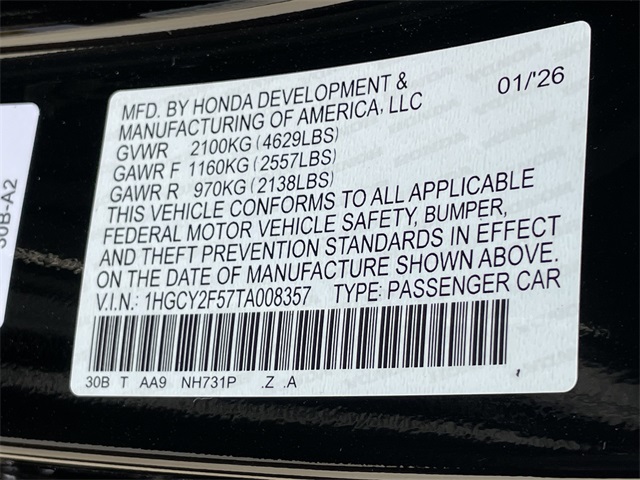 MFD. BY HONDA DEVELOPMENT & 01/'26
MANUFACTURING OF AMERICA, LLC
GVWR 2100KG (4629LBS)
GAWR F 1160KG (2557LBS)
GAWR R 970KG (2138LBS)
THIS VEHICLE CONFORMS TO ALL APPLICABLE
FEDERAL MOTOR VEHICLE SAFETY, BUMPER,
AND THEFT PREVENTION STANDARDS IN EFFECT
ON THE DATE OF MANUFACTURE SHOWN ABOVE.
V.I.N.: 1HGCY2F57TA008357 TYPE: PASSENGER CAR
30B T AA9 NH731P .Z .A
30B-A2